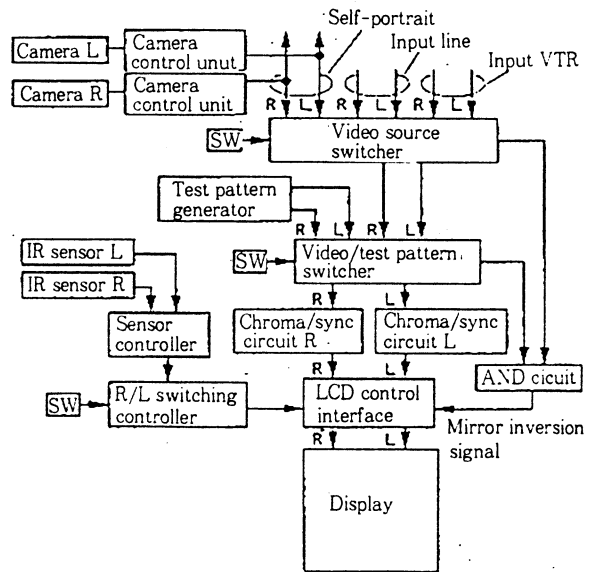 Self-portrait
Input line
Input VTR
Camera L
Camera
control unut
Camera R
Camera
control unit
R L R L R L
SW
Video source
switcher
Test pattern
generator
R L R L
IR sensor L
IR sensor R
SW
Video/test pattern
switcher
R L
Sensor
controller
Chroma/sync
circuit R
Chroma/sync
circuit L
R L
AND cicuit
SW
R/L switching
controller
LCD control
interface
Mirror inversion
signal
R L
Display